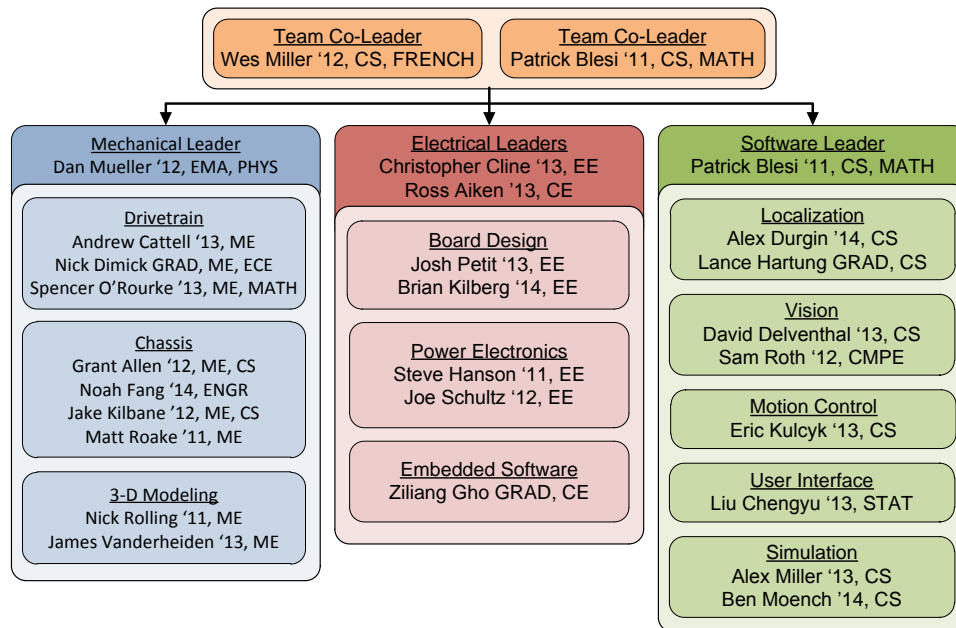 Team Co-Leader
Wes Miller ‘12, CS, FRENCH
Team Co-Leader
Patrick Blesi ‘11, CS, MATH
Mechanical Leader
Dan Mueller ‘12, EMA, PHYS
Drivetrain
Andrew Cattell ‘13, ME
Nick Dimick GRAD, ME, ECE
Spencer O’Rourke ‘13, ME, MATH
Chassis
Grant Allen ‘12, ME, CS
Noah Fang ‘14, ENGR
Jake Kilbane ‘12, ME, CS
Matt Roake ‘11, ME
3-D Modeling
Nick Rolling ‘11, ME
James Vanderheiden ‘13, ME
Electrical Leaders
Christopher Cline ‘13, EE
Ross Aiken ‘13, CE
Board Design
Josh Petit ‘13, EE
Brian Kilberg ‘14, EE
Power Electronics
Steve Hanson ‘11, EE
Joe Schultz ‘12, EE
Embedded Software
Ziliang Gho GRAD, CE
Software Leader
Patrick Blesi ‘11, CS, MATH
Localization
Alex Durgin ‘14, CS
Lance Hartung GRAD, CS
Vision
David Delventhal ‘13, CS
Sam Roth ‘12, CMPE
Motion Control
Eric Kulcyk ‘13, CS
User Interface
Liu Chengyu ‘13, STAT
Simulation
Alex Miller ‘13, CS
Ben Moench ‘14, CS